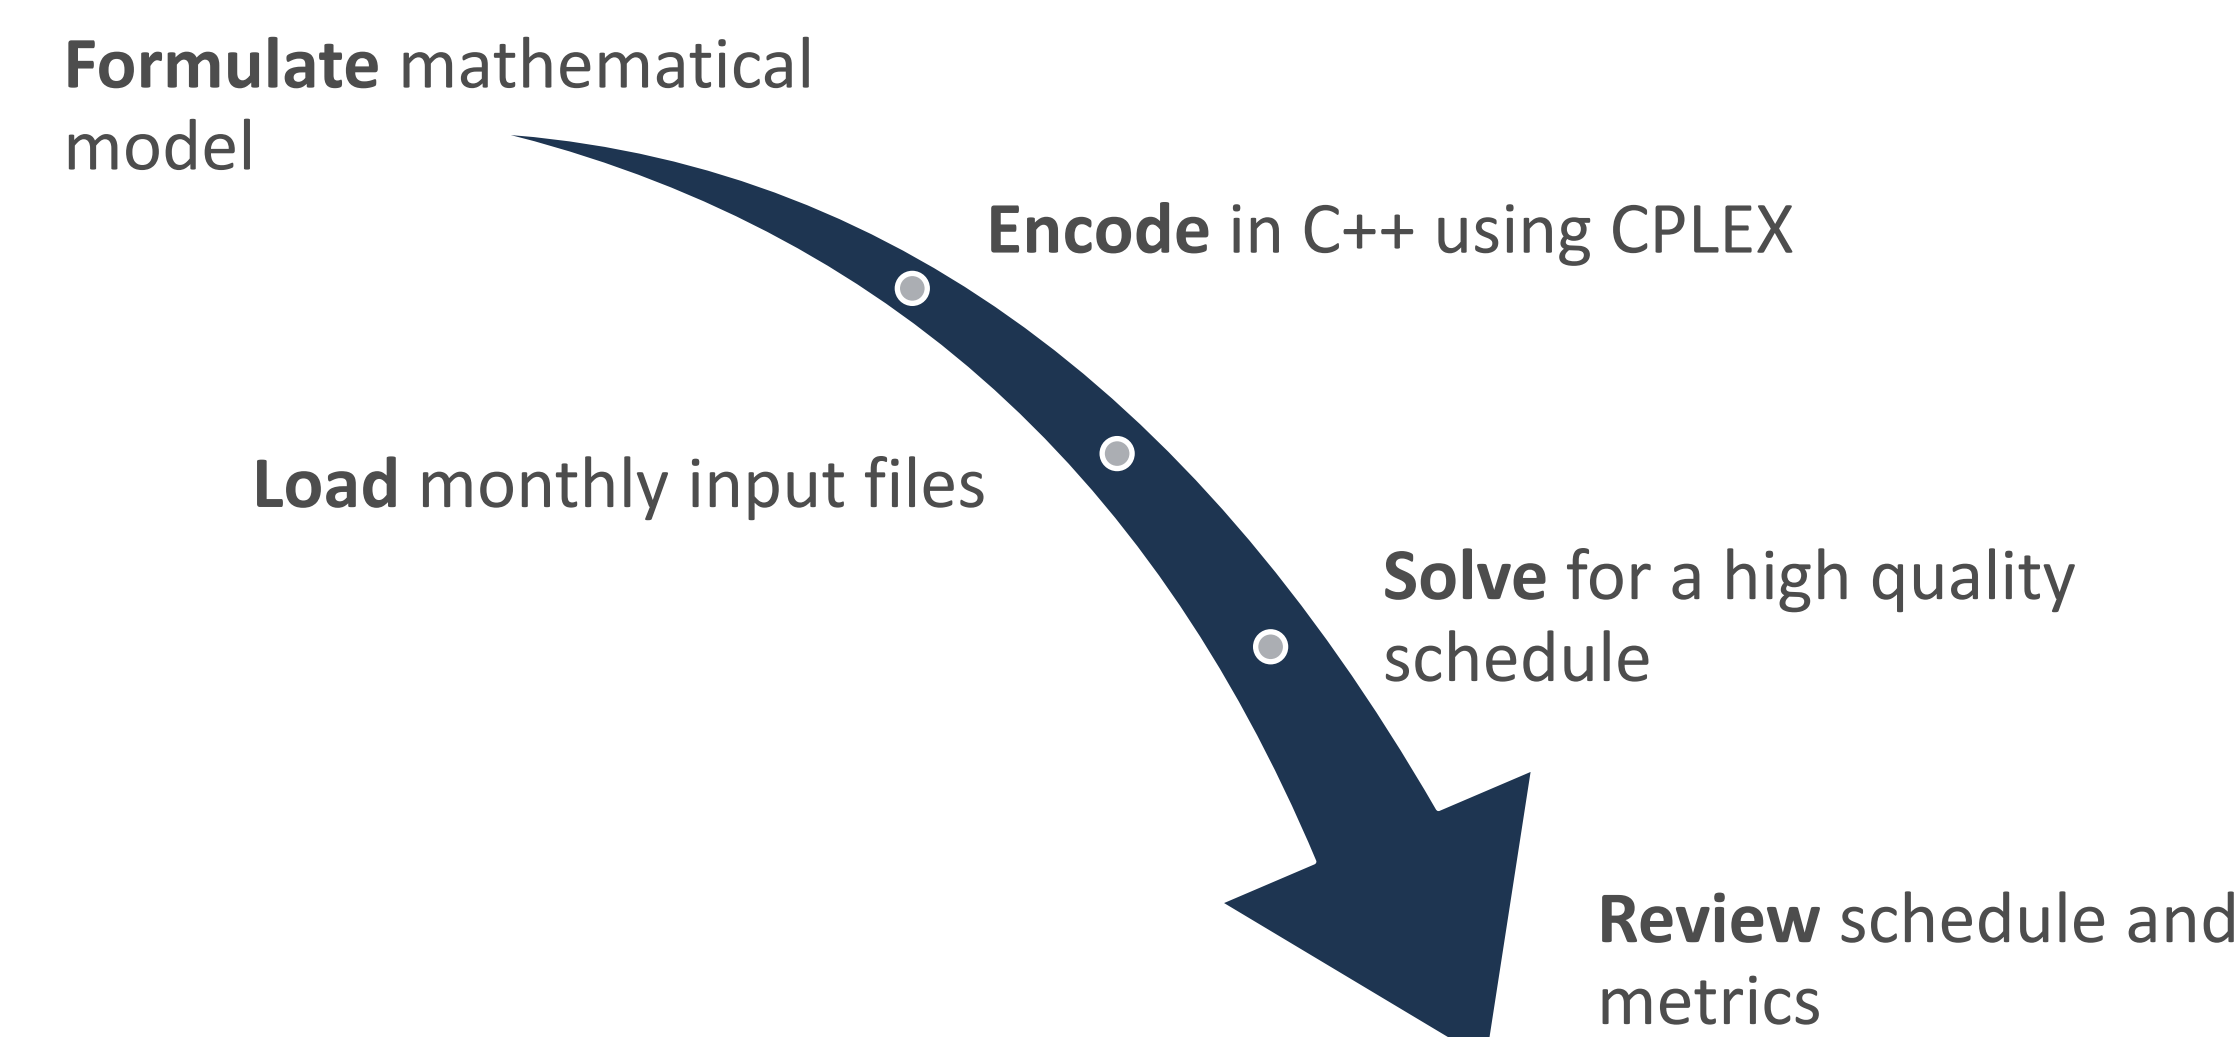 Formulate mathematical
model
Encode in C++ using CPLEX
Load monthly input files
Solve for a high quality
schedule
Review schedule and
metrics